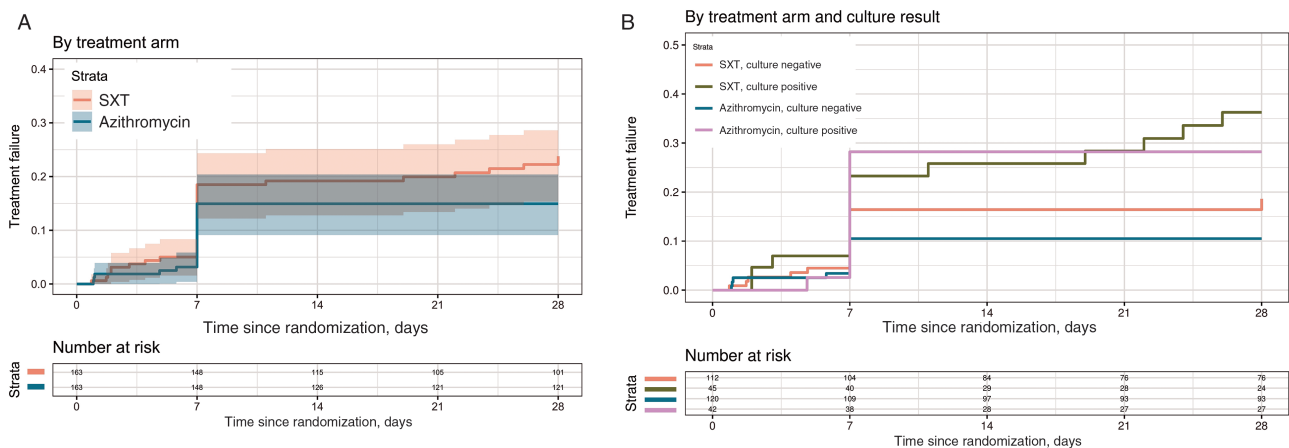 A
By treatment arm
Strata
SXT
Azithromycin
Treatment failure
0.4
0.3
0.2
0.1
0.0
0 7 14 21 28
Time since randomization, days
Number at risk
Strata
163 148 115 105 101
163 148 126 121 121
0 7 14 21 28
Time since randomization, days
B
By treatment arm and culture result
Strata
SXT, culture negative
SXT, culture positive
Azithromycin, culture negative
Azithromycin, culture positive
Treatment failure
0.5
0.4
0.3
0.2
0.1
0.0
0 7 14 21 28
Time since randomization, days
Number at risk
Strata
112 104 84 76 76
45 40 29 28 24
120 109 97 93 93
42 38 28 27 27
0 7 14 21 28
Time since randomization, days